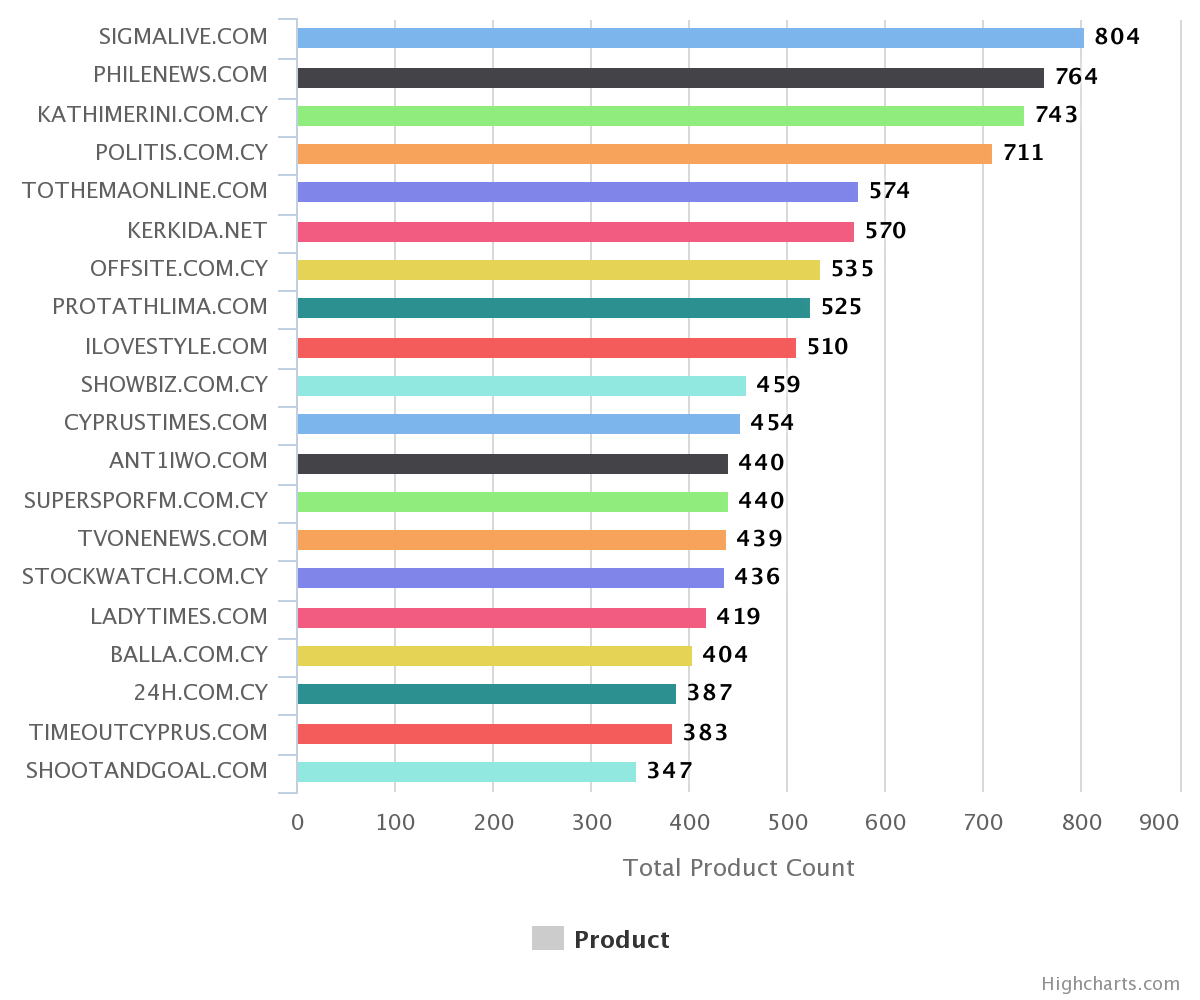 SIGMALIVE.COM 804
PHILENEWS.COM 764
KATHIMERINI.COM.CY 743
POLITIS.COM.CY 711
TOTHEMAONLINE.COM 574
KERKIDA.NET 570
OFFSITE.COM.CY 535
PROTATHLIMA.COM 525
ILOVESTYLE.COM 510
SHOWBIZ.COM.CY 459
CYPRUSTIMES.COM 454
ANT1IWO.COM 440
SUPERSPORFM.COM.CY 440
TVONENEWS.COM 439
STOCKWATCH.COM.CY 436
LADYTIMES.COM 419
BALLA.COM.CY 404
24H.COM.CY 387
TIMEOUTCYPRUS.COM 383
SHOOTANDGOAL.COM 347
0 100 200 300 400 500 600 700 800 900
Total Product Count
Product
Highcharts.com